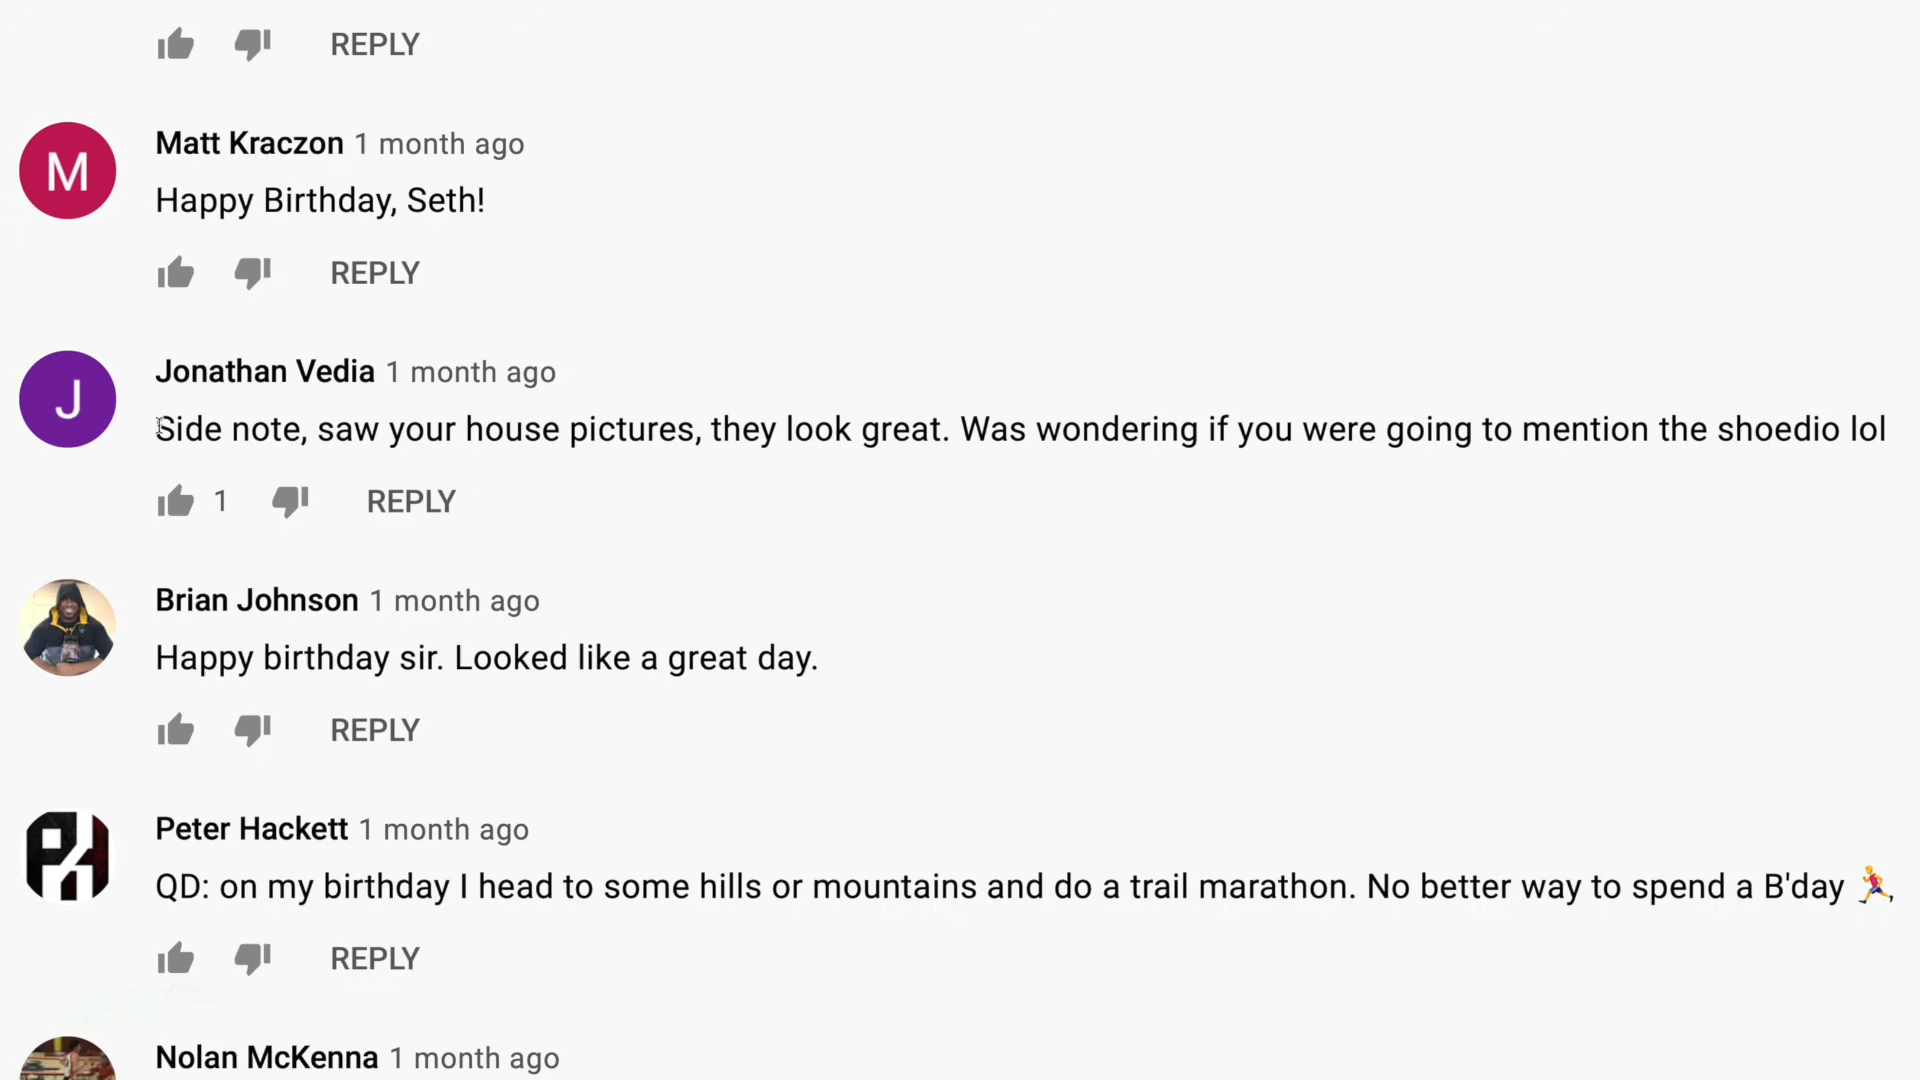 REPLY
M
Matt Kraczon 1 month ago
Happy Birthday, Seth!
REPLY
J
Jonathan Vedia 1 month ago
Side note, saw your house pictures, they look great. Was wondering if you were going to mention the shoedio lol
1 REPLY
Brian Johnson 1 month ago
Happy birthday sir. Looked like a great day.
REPLY
PH
Peter Hackett 1 month ago
QD: on my birthday I head to some hills or mountains and do a trail marathon. No better way to spend a B'day 🏃
REPLY
Nolan McKenna 1 month ago